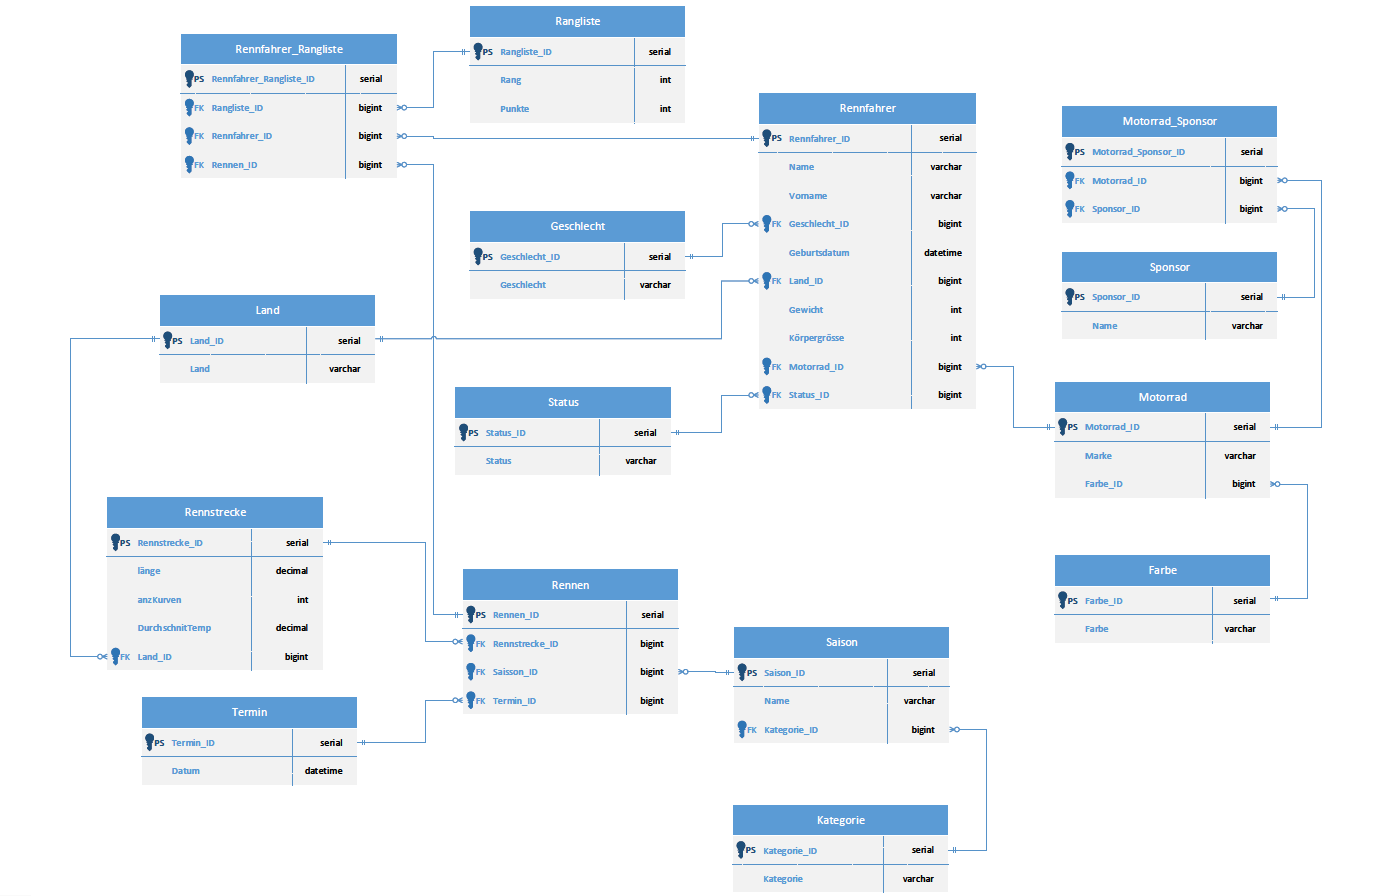 Rangliste
PS Rangliste_ID serial
Rang int
Punkte int
Rennfahrer_Rangliste
PS Rennfahrer_Rangliste_ID serial
FK Rangliste_ID bigint
FK Rennfahrer_ID bigint
FK Rennen_ID bigint
Rennfahrer
PS Rennfahrer_ID serial
Name varchar
Vorname varchar
FK Geschlecht_ID bigint
Geburtsdatum datetime
FK Land_ID bigint
Gewicht int
Körpergrösse int
FK Motorrad_ID bigint
FK Status_ID bigint
Motorrad_Sponsor
PS Motorrad_Sponsor_ID serial
FK Motorrad_ID bigint
FK Sponsor_ID bigint
Geschlecht
PS Geschlecht_ID serial
Geschlecht varchar
Sponsor
PS Sponsor_ID serial
Name varchar
Land
PS Land_ID serial
Land varchar
Status
PS Status_ID serial
Status varchar
Motorrad
PS Motorrad_ID serial
Marke varchar
Farbe_ID bigint
Rennstrecke
PS Rennstrecke_ID serial
länge decimal
anzKurven int
DurchschnitTemp decimal
FK Land_ID bigint
Rennen
PS Rennen_ID serial
FK Rennstrecke_ID bigint
FK Saisson_ID bigint
FK Termin_ID bigint
Farbe
PS Farbe_ID serial
Farbe varchar
Saison
PS Saison_ID serial
Name varchar
FK Kategorie_ID bigint
Termin
PS Termin_ID serial
Datum datetime
Kategorie
PS Kategorie_ID serial
Kategorie varchar